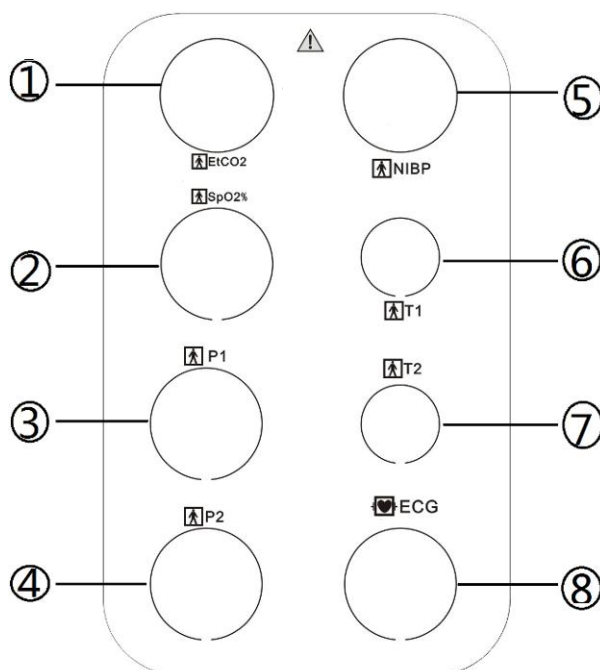 ①
⑤
EtCO2
NIBP
SpO2%
②
⑥
T1
P1
T2
③
⑦
P2
ECG
④
⑧